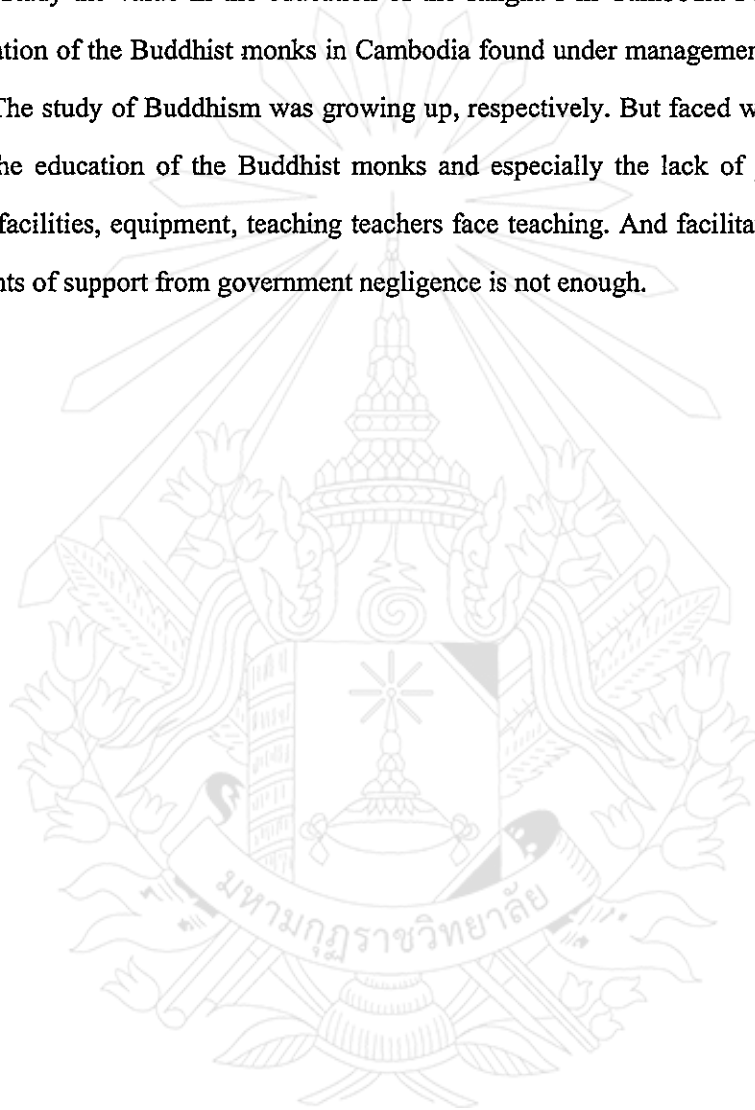 ation of the Buddhist monks in Cambodia found under management
The study of Buddhism was growing up, respectively. But faced w
he education of the Buddhist monks and especially the lack of
facilities, equipment, teaching teachers face teaching. And facilita
nts of support from government negligence is not enough.
มหามกุฏราชวิทยาลัย